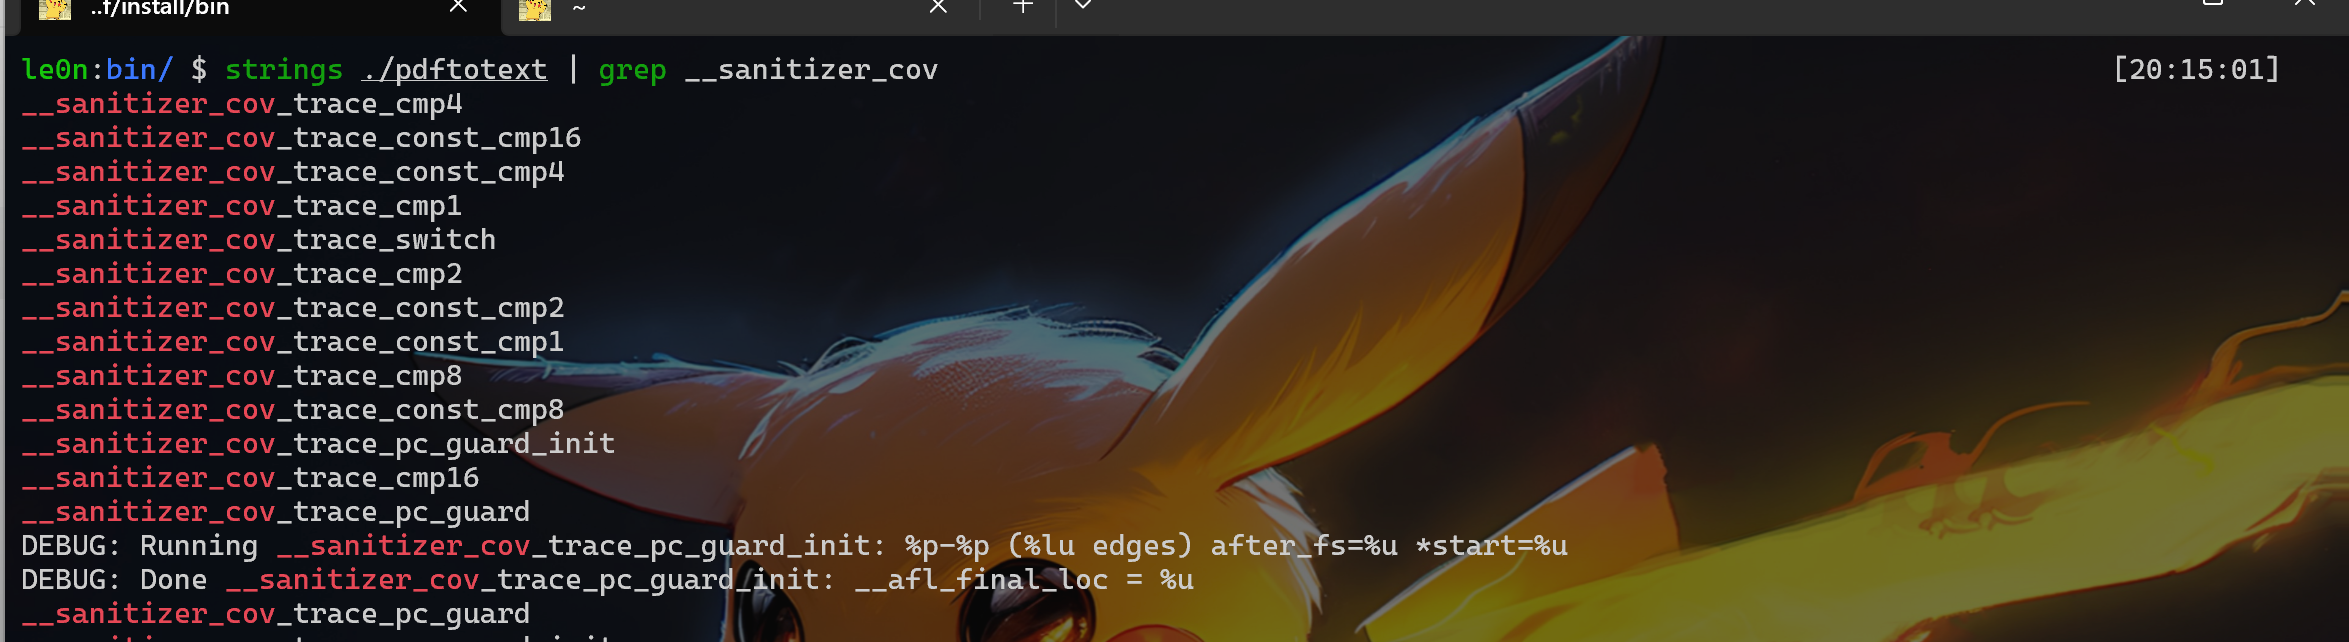 ..f/install/bin
~
le0n:bin/ $ strings ./pdftotext | grep __sanitizer_cov [20:15:01]
__sanitizer_cov_trace_cmp4
__sanitizer_cov_trace_const_cmp16
__sanitizer_cov_trace_const_cmp4
__sanitizer_cov_trace_cmp1
__sanitizer_cov_trace_switch
__sanitizer_cov_trace_cmp2
__sanitizer_cov_trace_const_cmp2
__sanitizer_cov_trace_const_cmp1
__sanitizer_cov_trace_cmp8
__sanitizer_cov_trace_const_cmp8
__sanitizer_cov_trace_pc_guard_init
__sanitizer_cov_trace_cmp16
__sanitizer_cov_trace_pc_guard
DEBUG: Running __sanitizer_cov_trace_pc_guard_init: %p-%p (%lu edges) after_fs=%u *start=%u
DEBUG: Done __sanitizer_cov_trace_pc_guard_init: __afl_final_loc = %u
__sanitizer_cov_trace_pc_guard